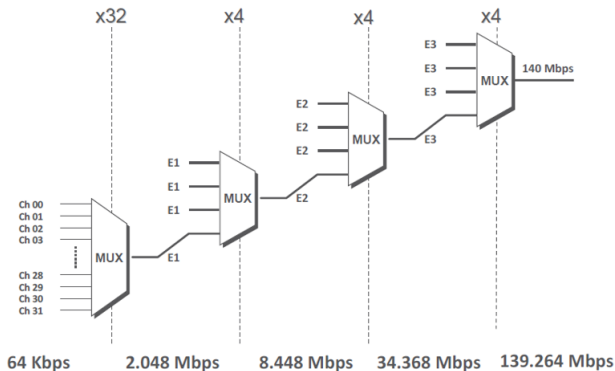 x32 x4 x4 x4
E3
E3
E3
MUX
140 Mbps
E2
E2
E2
MUX
E3
E1
E1
E1
MUX
E2
Ch 00
Ch 01
Ch 02
Ch 03
MUX
E1
Ch 28
Ch 29
Ch 30
Ch 31
64 Kbps 2.048 Mbps 8.448 Mbps 34.368 Mbps 139.264 Mbps